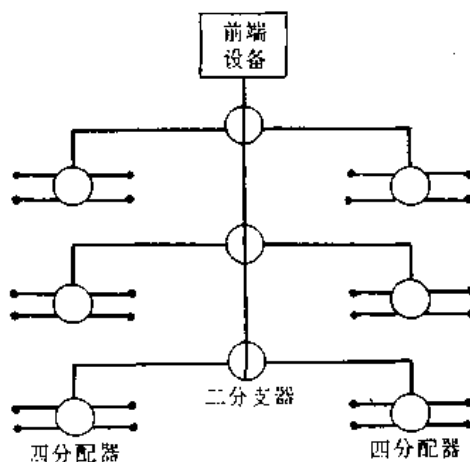 前端
设备
二分支器
四分配器
四分配器